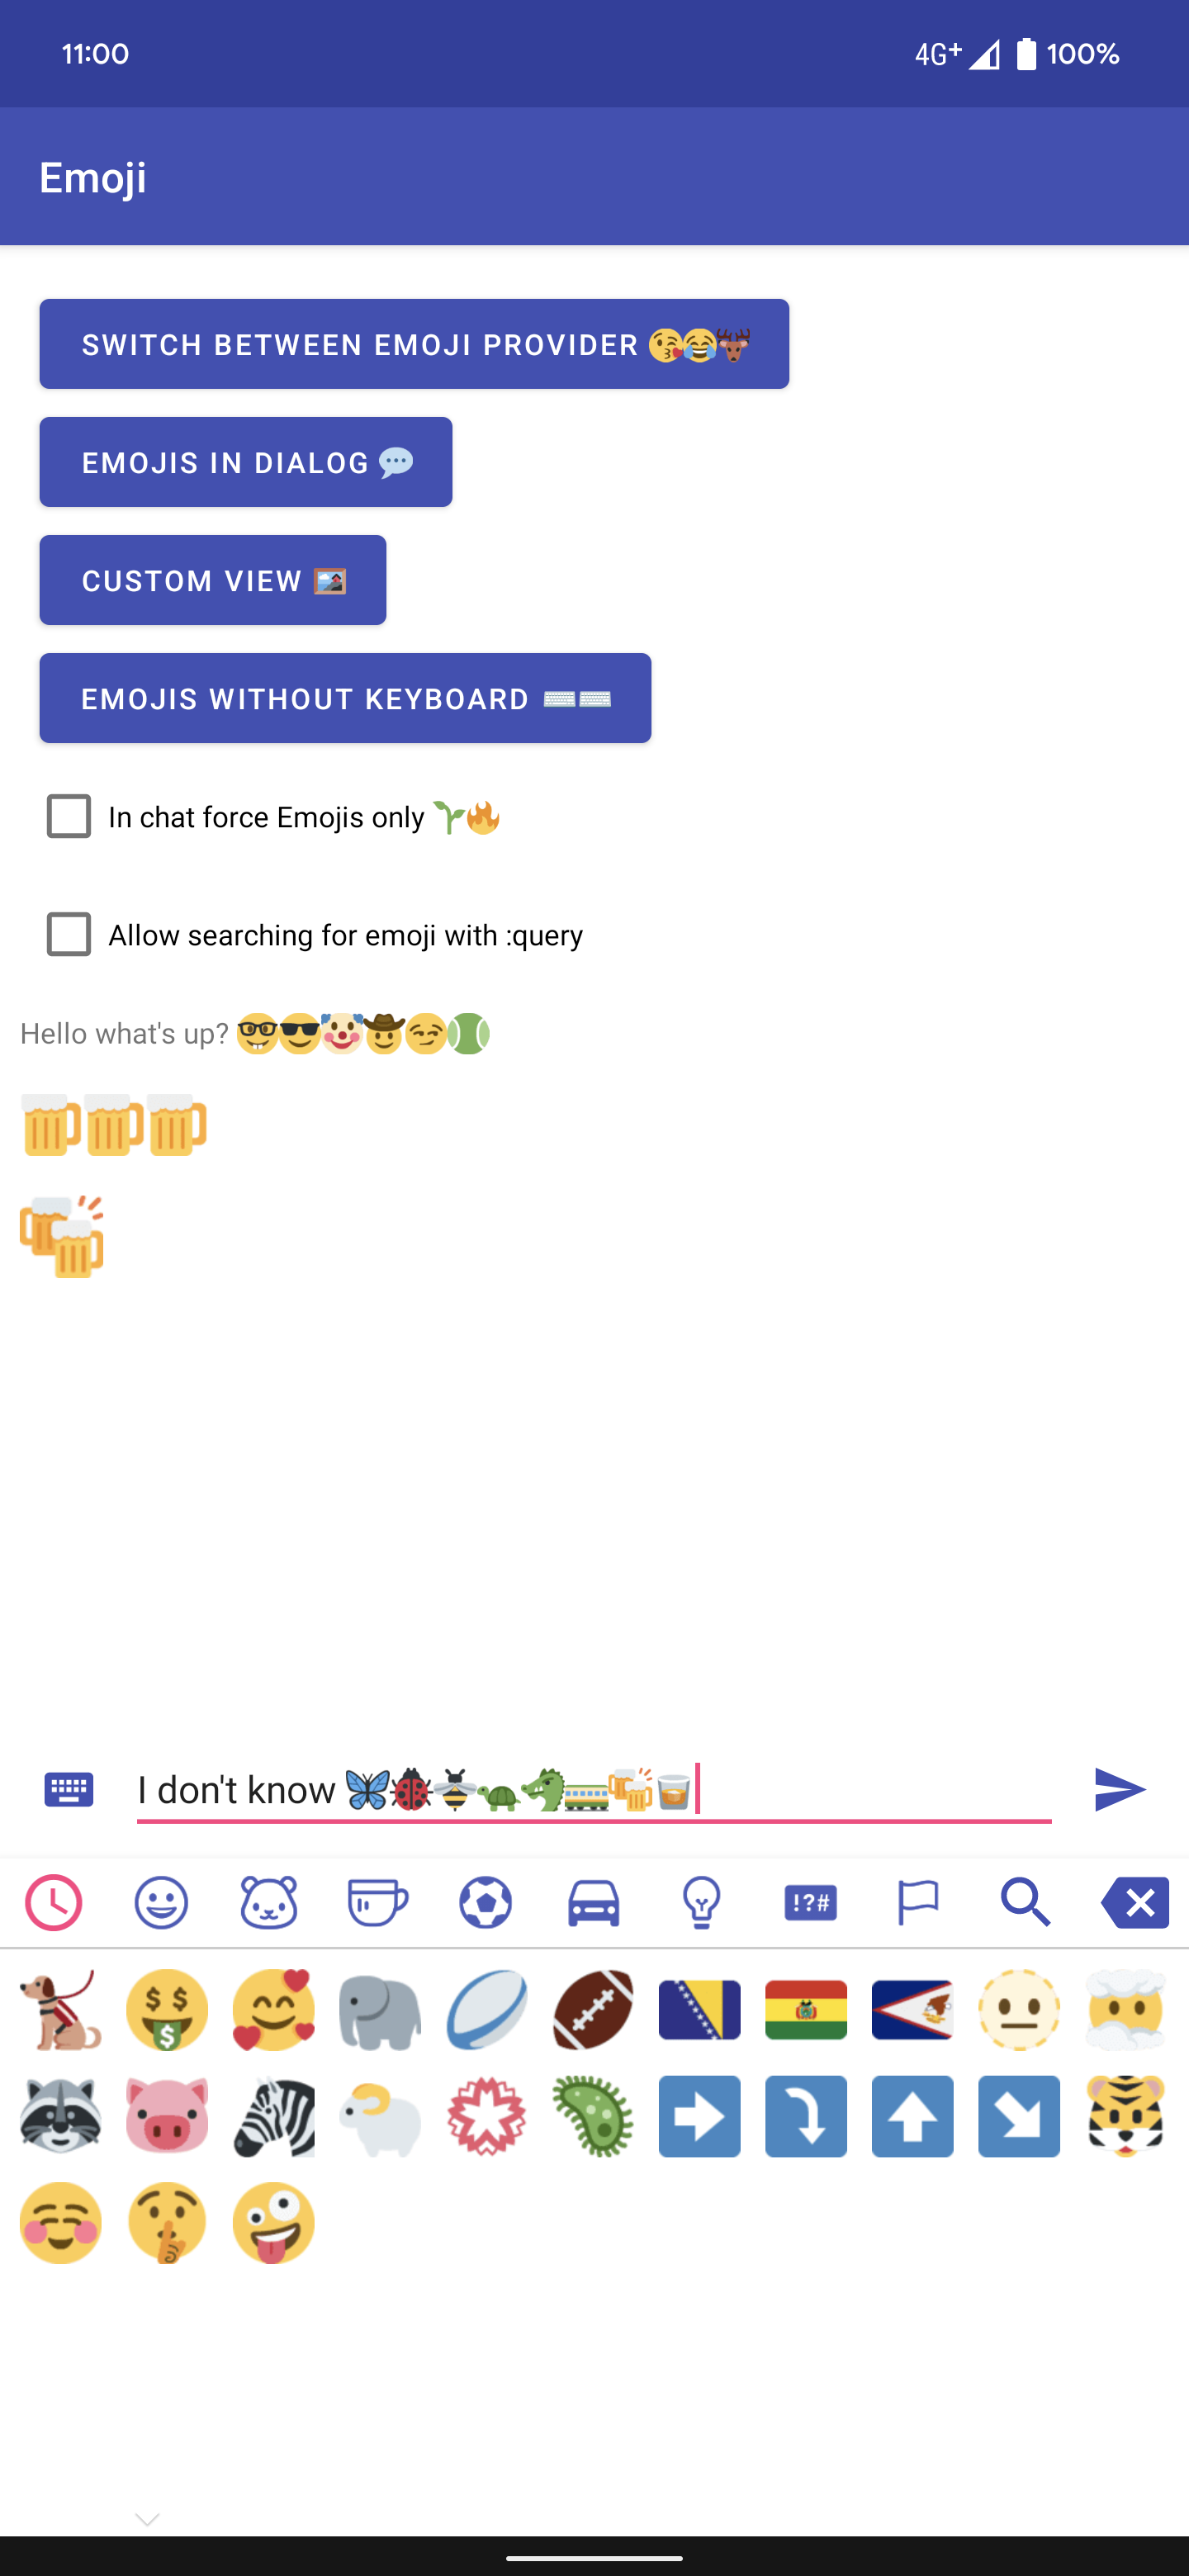 11:00 4G+ 100%
Emoji
SWITCH BETWEEN EMOJI PROVIDER 😘😂🦌
EMOJIS IN DIALOG 💬
CUSTOM VIEW 🖼️
EMOJIS WITHOUT KEYBOARD ⌨️⌨️
In chat force Emojis only 🌱🔥
Allow searching for emoji with :query
Hello what's up? 🤓😎🤡🤠😏🎾
🍺🍺🍺
🍻
I don't know 🦋🐞🐝🐢🐲🚃🍻🥃
!?#